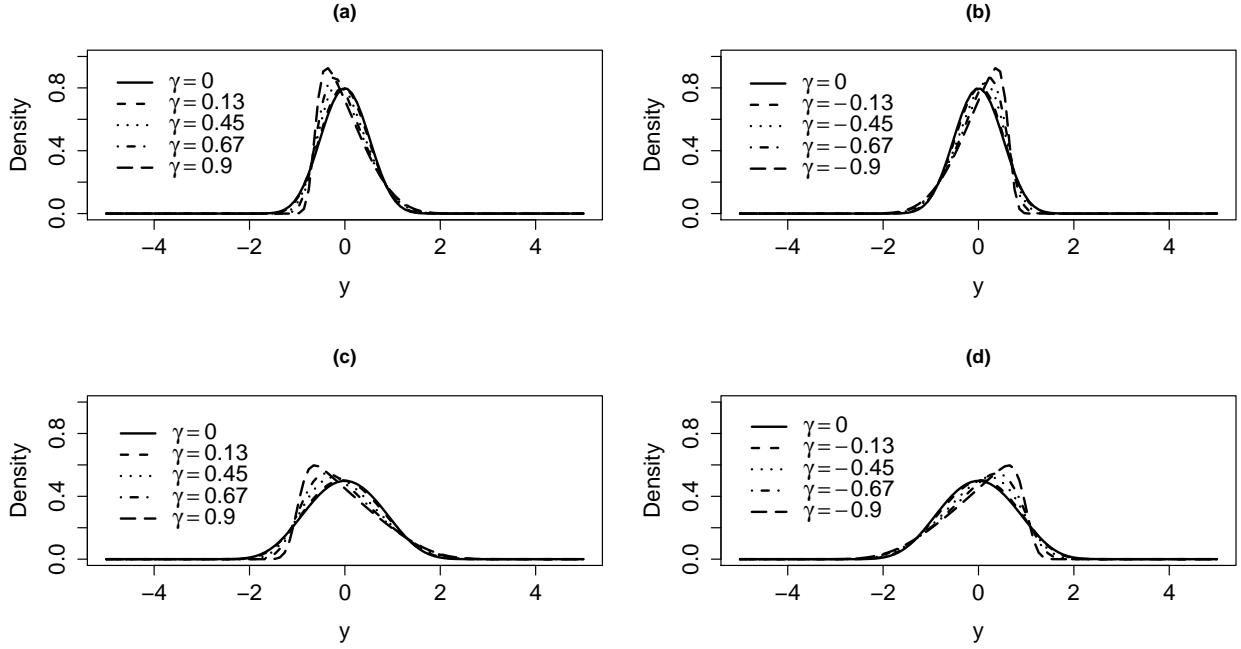 (a)
Density
0.0 0.4 0.8
γ = 0
γ = 0.13
γ = 0.45
γ = 0.67
γ = 0.9
−4 −2 0 2 4
y
(b)
Density
0.0 0.4 0.8
γ = 0
γ = −0.13
γ = −0.45
γ = −0.67
γ = −0.9
−4 −2 0 2 4
y
(c)
Density
0.0 0.4 0.8
γ = 0
γ = 0.13
γ = 0.45
γ = 0.67
γ = 0.9
−4 −2 0 2 4
y
(d)
Density
0.0 0.4 0.8
γ = 0
γ = −0.13
γ = −0.45
γ = −0.67
γ = −0.9
−4 −2 0 2 4
y